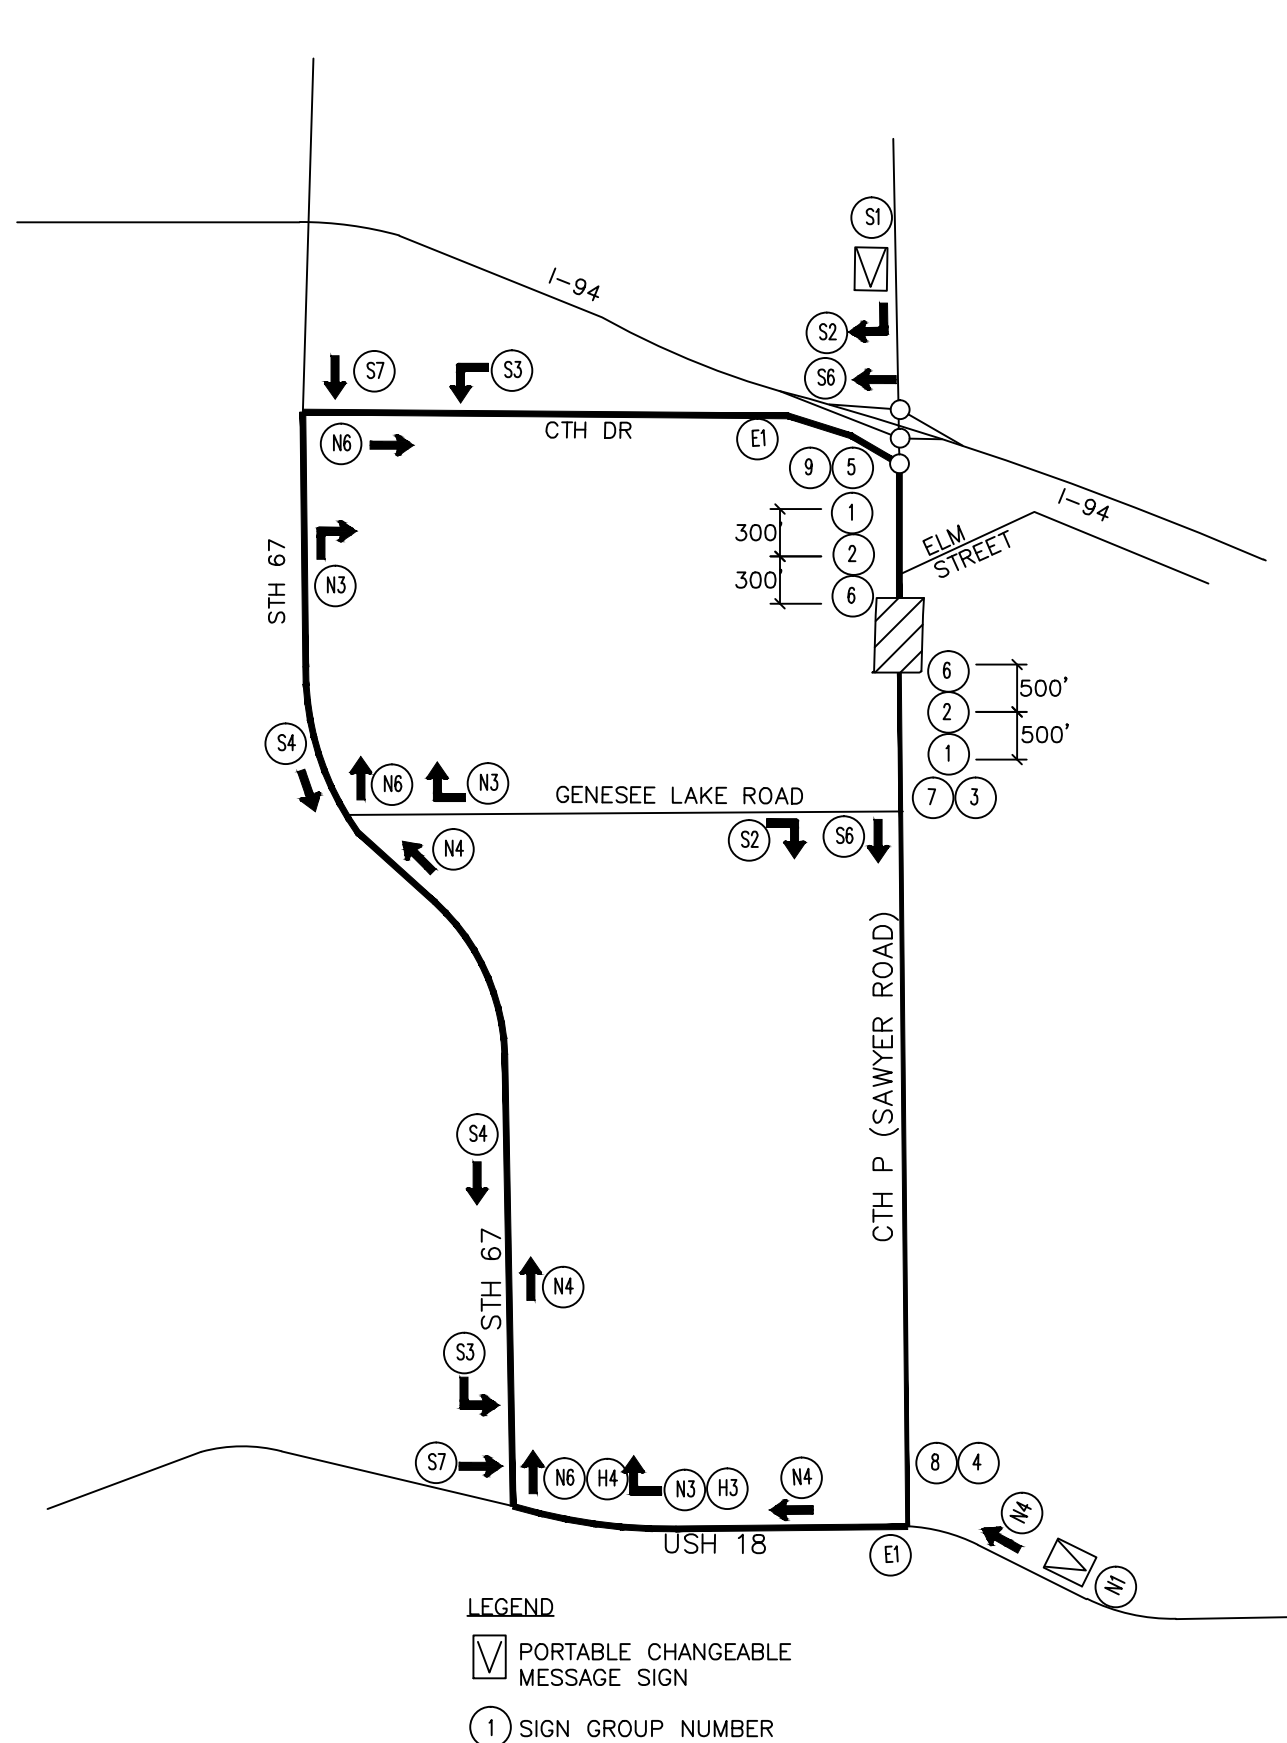 S1
I-94
S2
S7
S3
S6
CTH DR
E1
N6
9
5
I-94
1
300'
ELM
STREET
2
STH 67
300'
N3
6
6
500'
2
S4
500'
1
N6
N3
GENESEE LAKE ROAD
7
3
S2
S6
N4
CTH P (SAWYER ROAD)
S4
STH 67
N4
S3
S7
N6
H4
N3
H3
N4
8
4
N4
USH 18
E1
N1
LEGEND
PORTABLE CHANGEABLE
MESSAGE SIGN
1
SIGN GROUP NUMBER